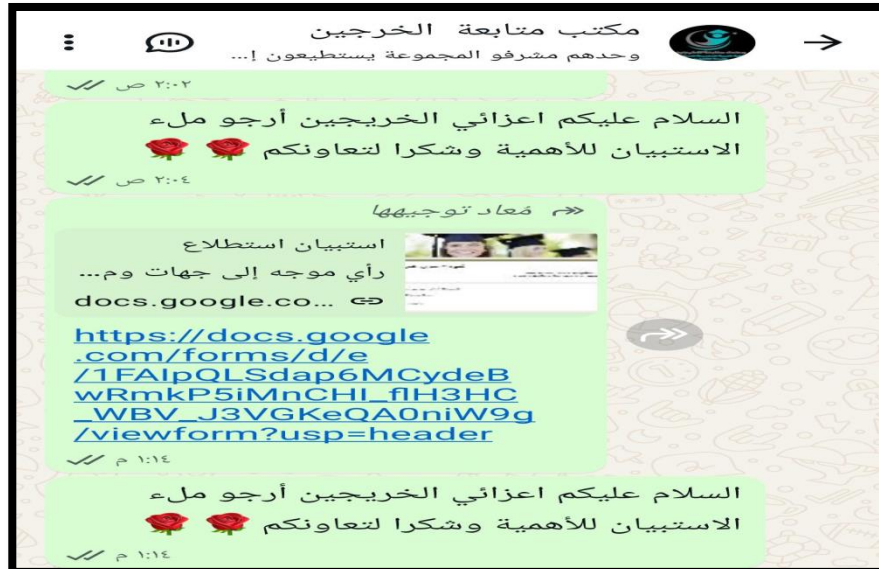 مكتب متابعة الخرجين
وحدهم مشرفو المجموعة يستطيعون إ...
٢:٠٢ ص
السلام عليكم اعزائي الخريجين أرجو ملء
الاستبيان للأهمية وشكرا لتعاونكم 🌹 🌹
٢:٠٤ ص
مُعاد توجيهها
استبيان استطلاع
رأي موجه إلى جهات وم...
docs.google.co...
https://docs.google
.com/forms/d/e
/1FAIpQLSdap6MCydeB
wRmkP5iMnCHI_flH3HC
_WBV_J3VGKeQA0niW9g
/viewform?usp=header
١:١٤ م
السلام عليكم اعزائي الخريجين أرجو ملء
الاستبيان للأهمية وشكرا لتعاونكم 🌹 🌹
١:١٤ م